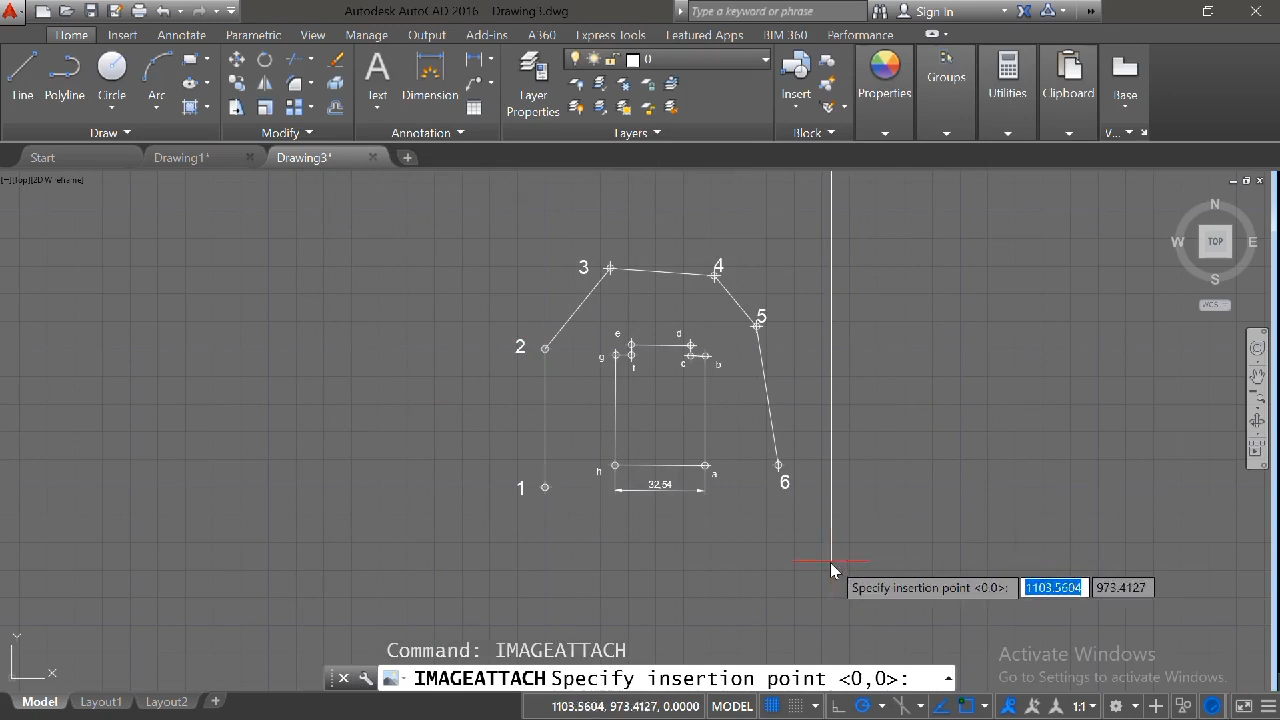 Autodesk AutoCAD 2016 Drawing3.dwg
Type a keyword or phrase
Sign In
Home Insert Annotate Parametric View Manage Output Add-ins A360 Express Tools Featured Apps BIM 360 Performance
0
Line Polyline Circle Arc
Text Dimension
Layer
Properties
Insert
Properties
Groups
Utilities
Clipboard
Base
Draw Modify Annotation Layers Block V...
Start Drawing1* Drawing3*
[−][Top][2D Wireframe]
N
W TOP E
S
WCS
3 4
5
e d
2 g f c b
h a
32,54
1 6
Specify insertion point <0 0>: 1103.5604 973.4127
Y
X
Command: IMAGEATTACH
IMAGEATTACH Specify insertion point <0,0>:
Activate Windows
Go to Settings to activate Windows.
Model Layout1 Layout2
1103.5604, 973.4127, 0.0000 MODEL 1:1